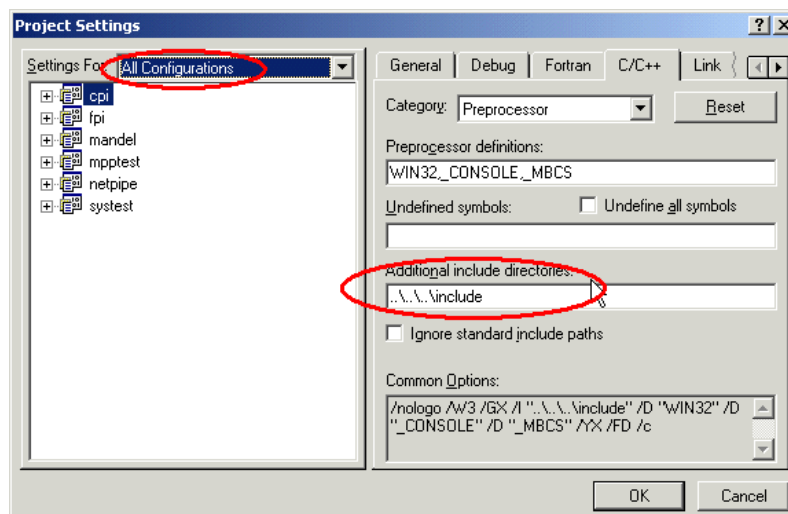 Project Settings
Settings For: All Configurations
cpi
fpi
mandel
mpptest
netpipe
systest
General Debug Fortran C/C++ Link
Category: Preprocessor Reset
Preprocessor definitions:
WIN32,_CONSOLE,_MBCS
Undefined symbols: Undefine all symbols
Additional include directories:
..\..\..\include
Ignore standard include paths
Common Options:
/nologo /W3 /GX /I "..\..\..\include" /D "WIN32" /D
"_CONSOLE" /D "_MBCS" /YX /FD /c
OK Cancel